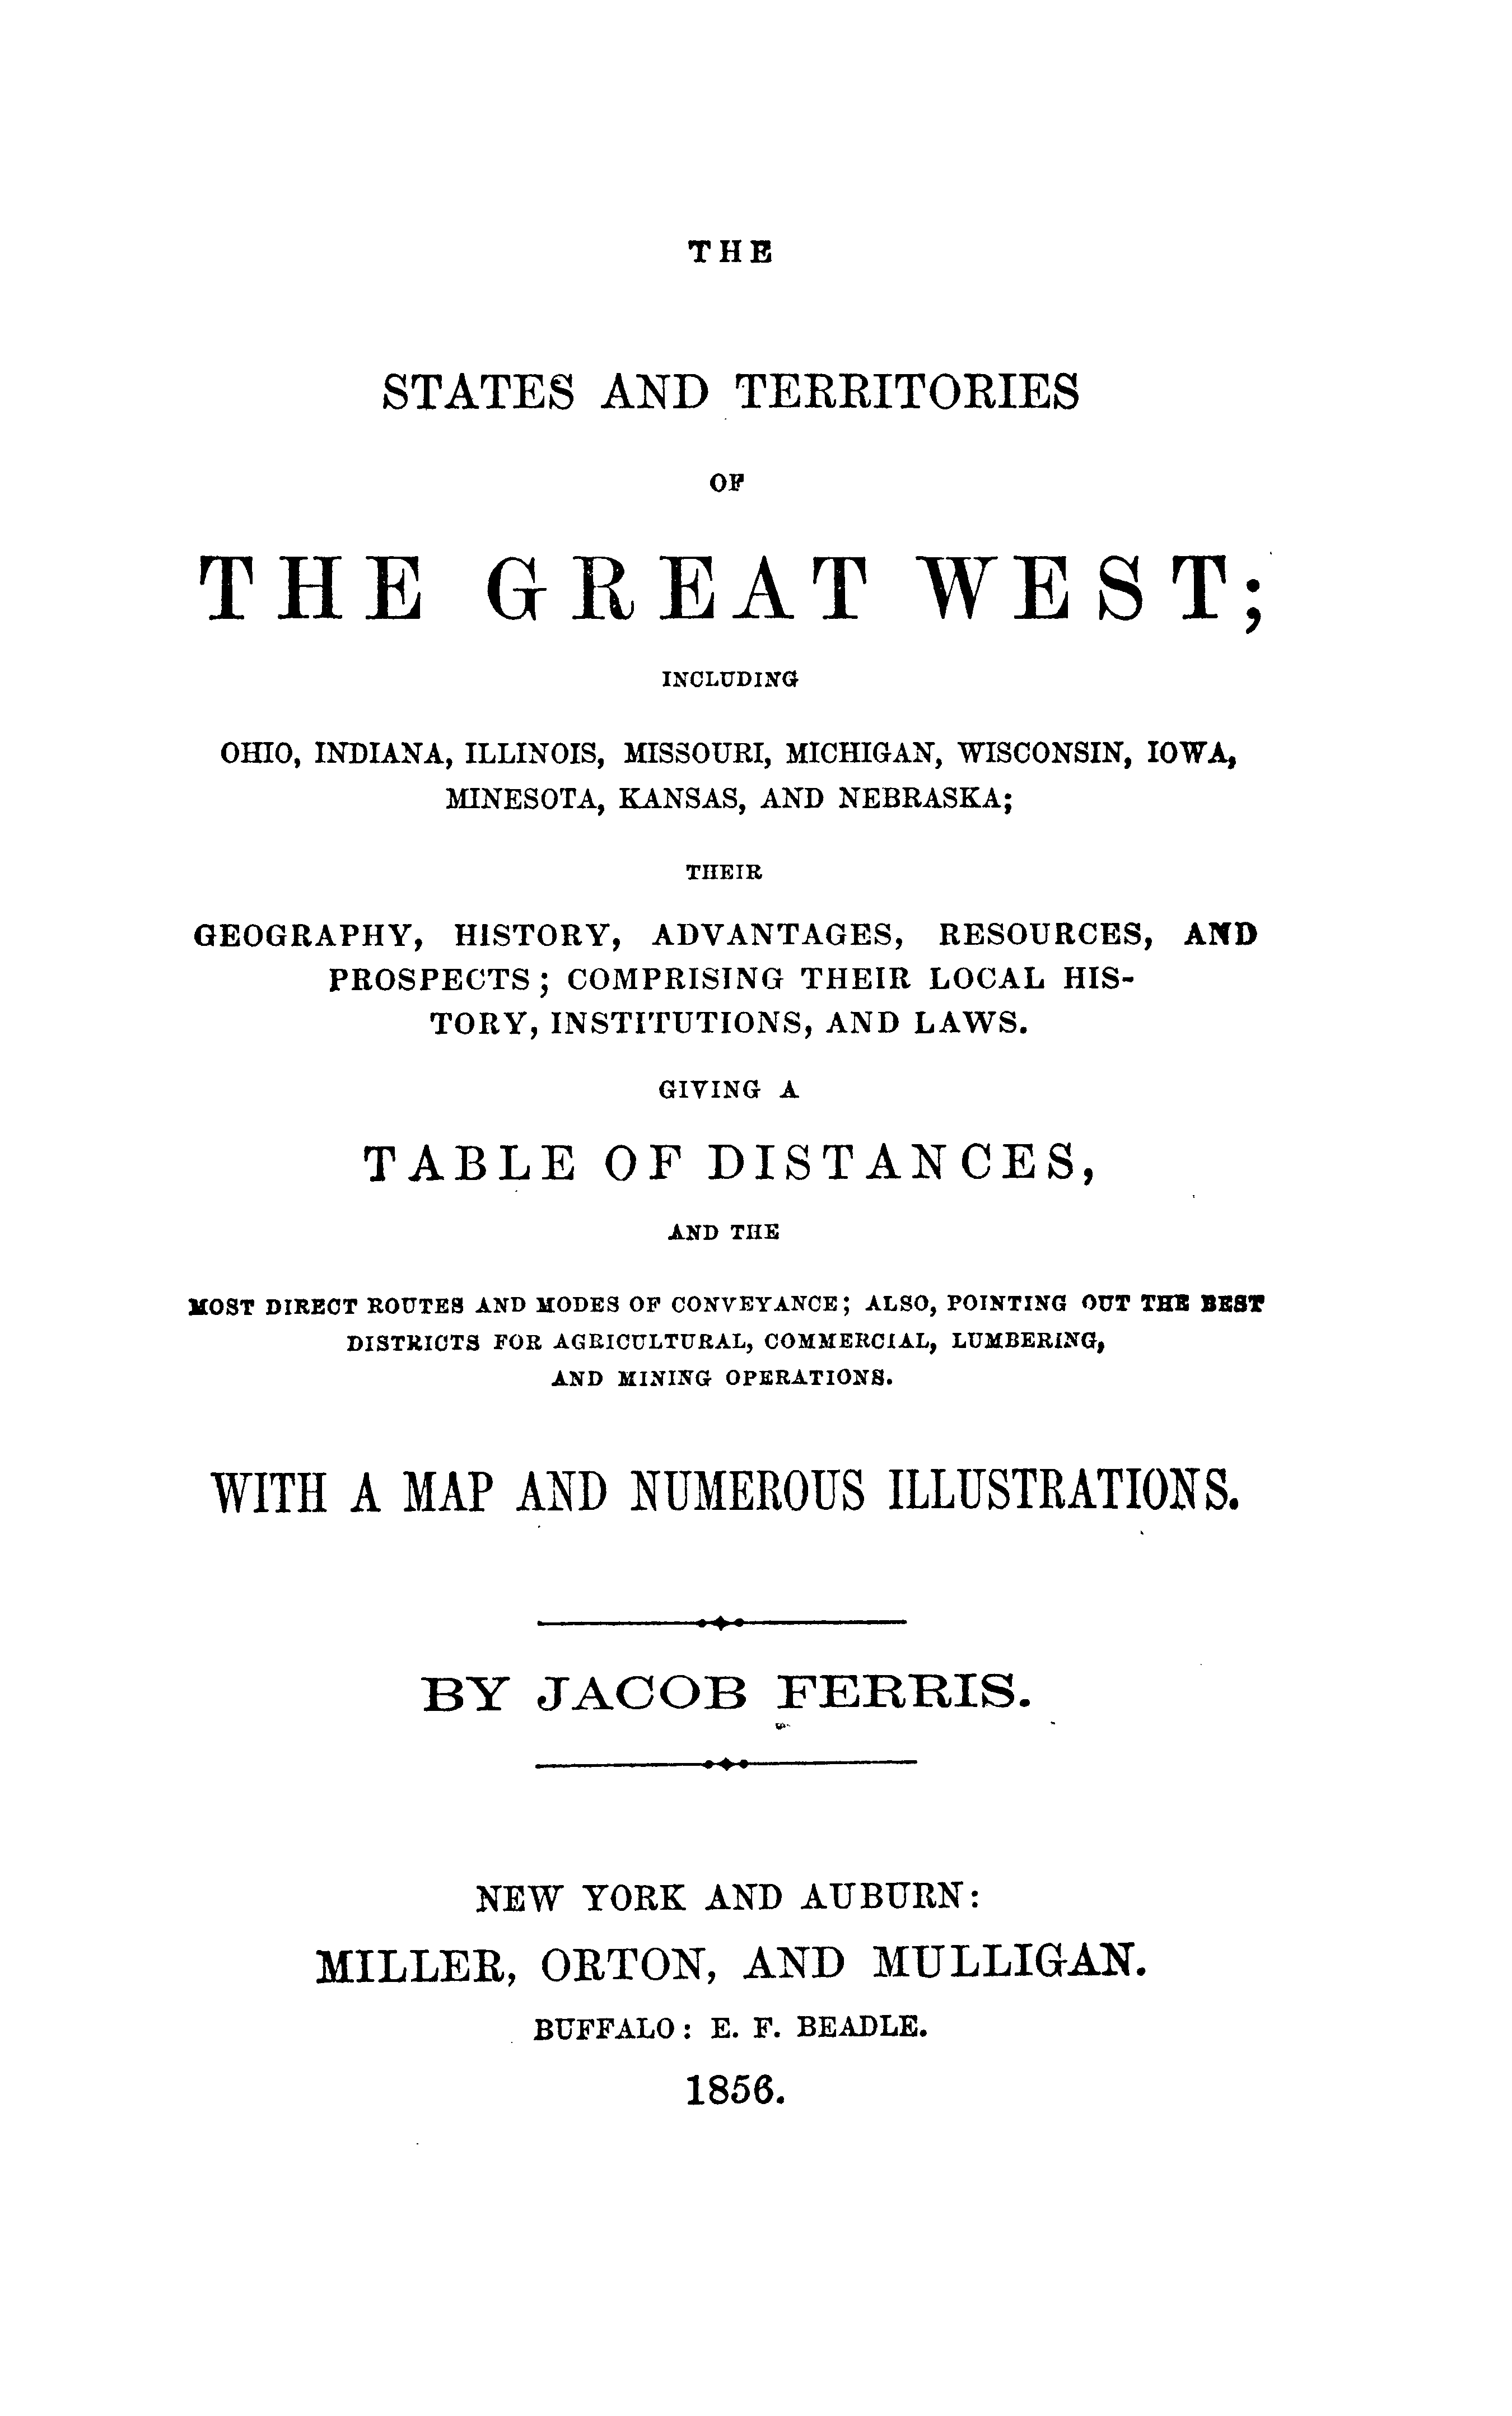 THE
STATES AND TERRITORIES
OF
THE GREAT WEST;
INCLUDING
OHIO, INDIANA, ILLINOIS, MISSOURI, MICHIGAN, WISCONSIN, IOWA,
MINESOTA, KANSAS, AND NEBRASKA;
THEIR
GEOGRAPHY, HISTORY, ADVANTAGES, RESOURCES, AND
PROSPECTS; COMPRISING THEIR LOCAL HIS-
TORY, INSTITUTIONS, AND LAWS.
GIVING A
TABLE OF DISTANCES,
AND THE
MOST DIRECT ROUTES AND MODES OF CONVEYANCE; ALSO, POINTING OUT THE BEST
DISTRICTS FOR AGRICULTURAL, COMMERCIAL, LUMBERING,
AND MINING OPERATIONS.
WITH A MAP AND NUMEROUS ILLUSTRATIONS.
BY JACOB FERRIS.
NEW YORK AND AUBURN:
MILLER, ORTON, AND MULLIGAN.
BUFFALO: E. F. BEADLE.
1856.